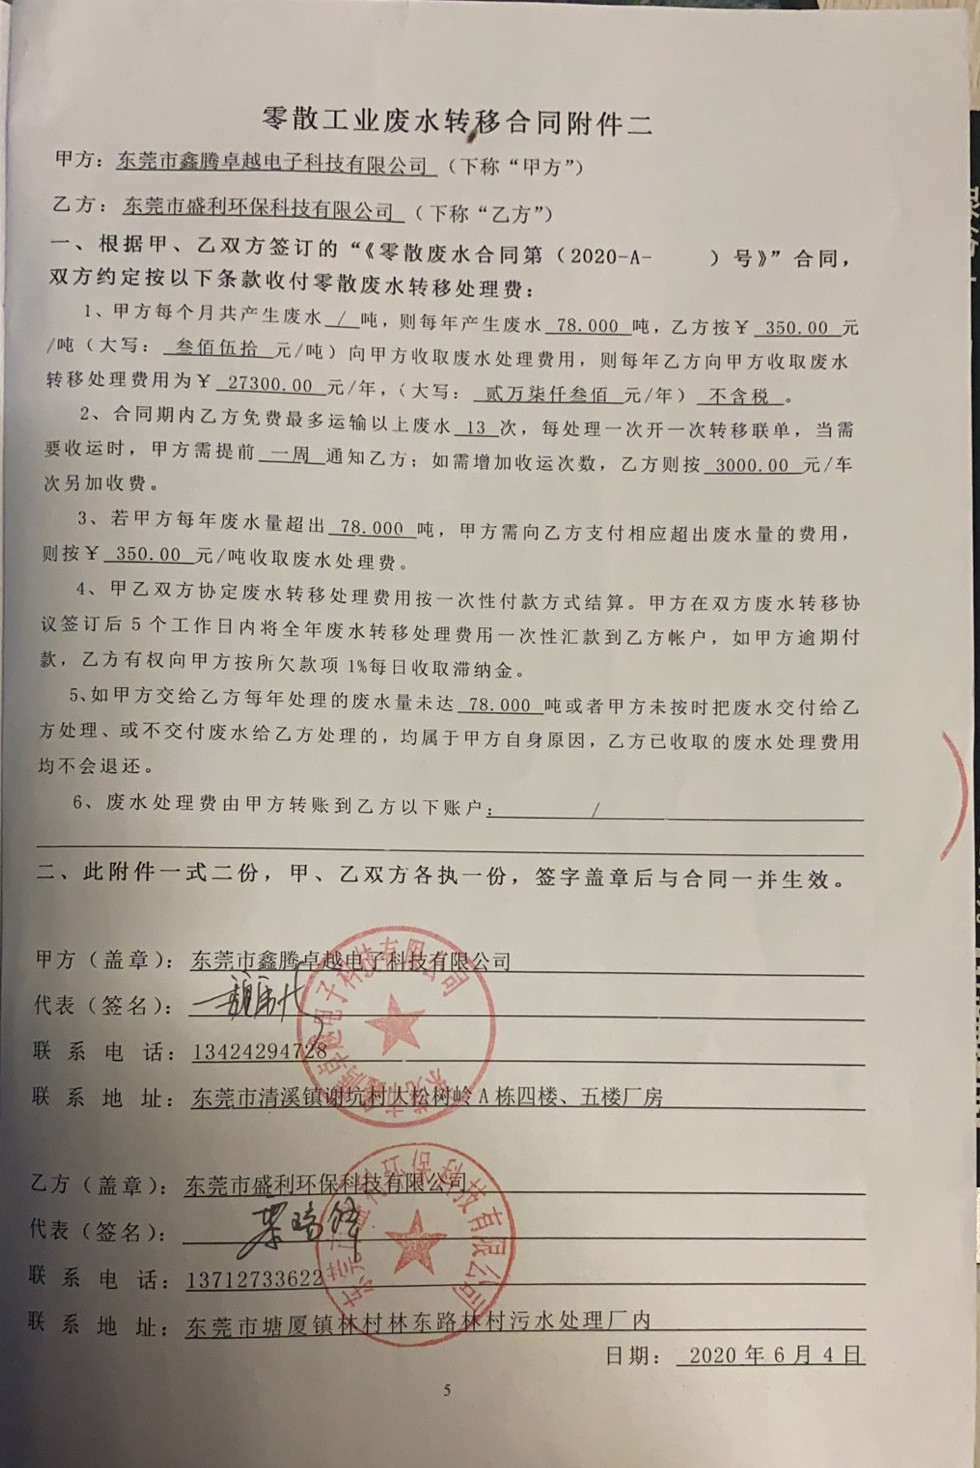 零散工业废水转移合同附件二
甲方：东莞市鑫腾卓越电子科技有限公司（下称“甲方”）
乙方：东莞市盛利环保科技有限公司（下称“乙方”）
一、根据甲、乙双方签订的“《零散废水合同第（2020-A-　　）号》”合同，
双方约定按以下条款收付零散废水转移处理费：
1、甲方每个月共产生废水 / 吨，则每年产生废水 78.000 吨，乙方按￥ 350.00 元
/吨（大写： 叁佰伍拾 元/吨）向甲方收取废水处理费用，则每年乙方向甲方收取废水
转移处理费用为￥ 27300.00 元/年，（大写： 贰万柒仟叁佰 元/年） 不含税 。
2、合同期内乙方免费最多运输以上废水 13 次，每处理一次开一次转移联单，当需
要收运时，甲方需提前 一周 通知乙方；如需增加收运次数，乙方则按 3000.00 元/车
次另加收费。
3、若甲方每年废水量超出 78.000 吨，甲方需向乙方支付相应超出废水量的费用，
则按￥ 350.00 元/吨收取废水处理费。
4、甲乙双方协定废水转移处理费用按一次性付款方式结算。甲方在双方废水转移协
议签订后5个工作日内将全年废水转移处理费用一次性汇款到乙方帐户，如甲方逾期付
款，乙方有权向甲方按所欠款项1%每日收取滞纳金。
5、如甲方交给乙方每年处理的废水量未达 78.000 吨或者甲方未按时把废水交付给乙
方处理、或不交付废水给乙方处理的，均属于甲方自身原因，乙方已收取的废水处理费用
均不会退还。
6、废水处理费由甲方转账到乙方以下账户： /
二、此附件一式二份，甲、乙双方各执一份，签字盖章后与合同一并生效。
甲方（盖章）：东莞市鑫腾卓越电子科技有限公司
代表（签名）：
联系电话：13424294728
联系地址：东莞市清溪镇谢坑村大松树岭A栋四楼、五楼厂房
乙方（盖章）：东莞市盛利环保科技有限公司
代表（签名）：
联系电话：13712733622
联系地址：东莞市塘厦镇林村林东路林村污水处理厂内
日期： 2020年6月4日
5